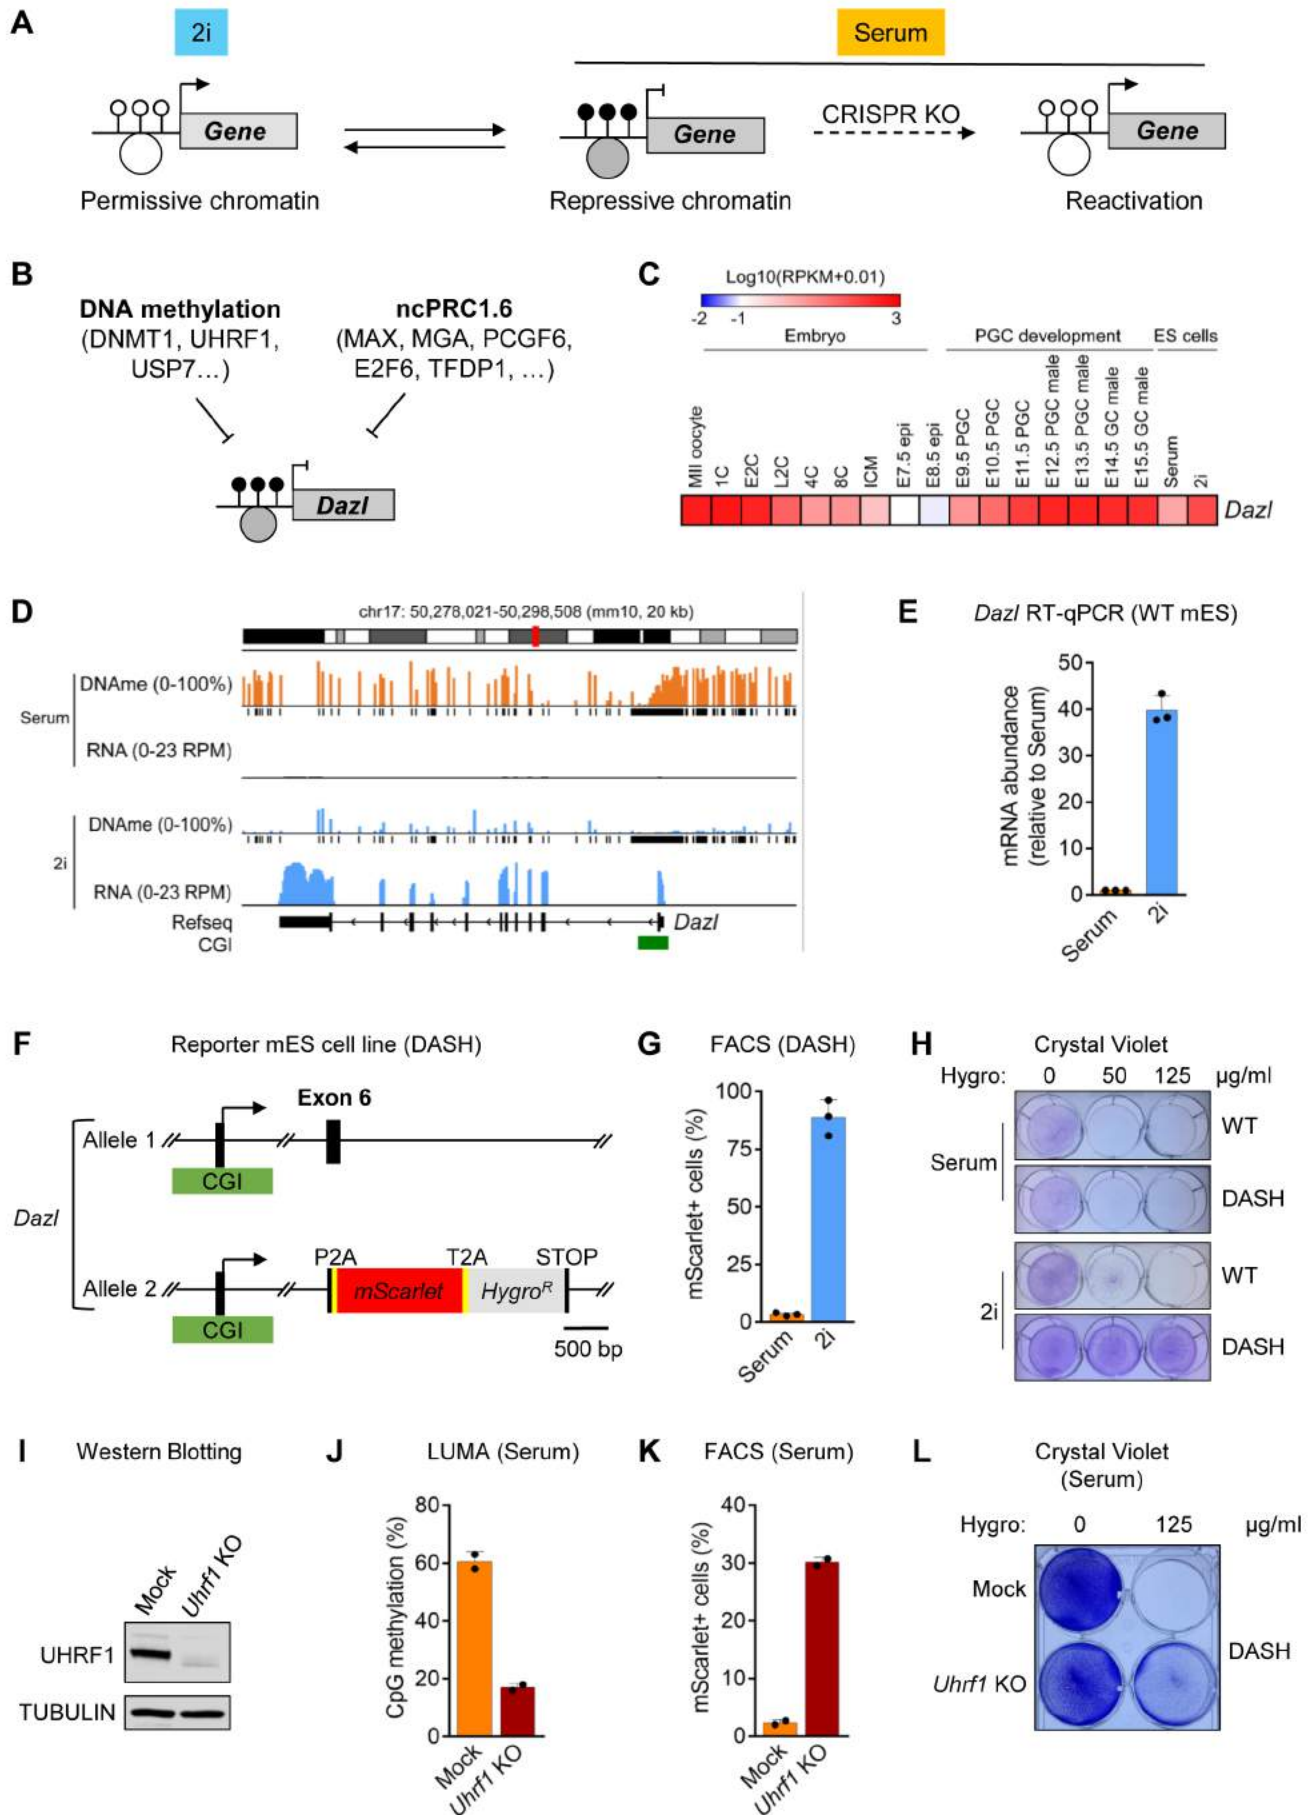 A
2i
Serum
Gene
Gene
CRISPR KO
Gene
Permissive chromatin
Repressive chromatin
Reactivation
B
DNA methylation
(DNMT1, UHRF1,
USP7...)
ncPRC1.6
(MAX, MGA, PCGF6,
E2F6, TFDP1, ...)
Dazl
C
Log10(RPKM+0.01)
-2 -1 3
Embryo
PGC development
ES cells
MII oocyte
1C
E2C
L2C
4C
8C
ICM
E7.5 epi
E8.5 epi
E9.5 PGC
E10.5 PGC
E11.5 PGC
E12.5 PGC male
E13.5 PGC male
E14.5 GC male
E15.5 GC male
Serum
2i
Dazl
D
chr17: 50,278,021-50,298,508 (mm10, 20 kb)
Serum
DNAme (0-100%)
RNA (0-23 RPM)
2i
DNAme (0-100%)
RNA (0-23 RPM)
Refseq
Dazl
CGI
E
Dazl RT-qPCR (WT mES)
mRNA abundance
(relative to Serum)
50
40
30
20
10
0
Serum
2i
F
Reporter mES cell line (DASH)
Exon 6
Allele 1
CGI
Dazl
P2A
T2A
STOP
Allele 2
mScarlet
HygroR
CGI
500 bp
G
FACS (DASH)
mScarlet+ cells (%)
100
75
50
25
0
Serum
2i
H
Crystal Violet
Hygro: 0 50 125 µg/ml
Serum
WT
DASH
2i
WT
DASH
I
Western Blotting
Mock
Uhrf1 KO
UHRF1
TUBULIN
J
LUMA (Serum)
CpG methylation (%)
80
60
40
20
0
Mock
Uhrf1 KO
K
FACS (Serum)
mScarlet+ cells (%)
40
30
20
10
0
Mock
Uhrf1 KO
L
Crystal Violet
(Serum)
Hygro: 0 125 µg/ml
Mock
DASH
Uhrf1 KO